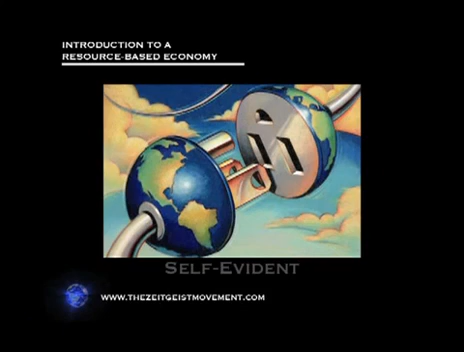 INTRODUCTION TO A
RESOURCE-BASED ECONOMY
SELF-EVIDENT
WWW.THEZEITGEISTMOVEMENT.COM